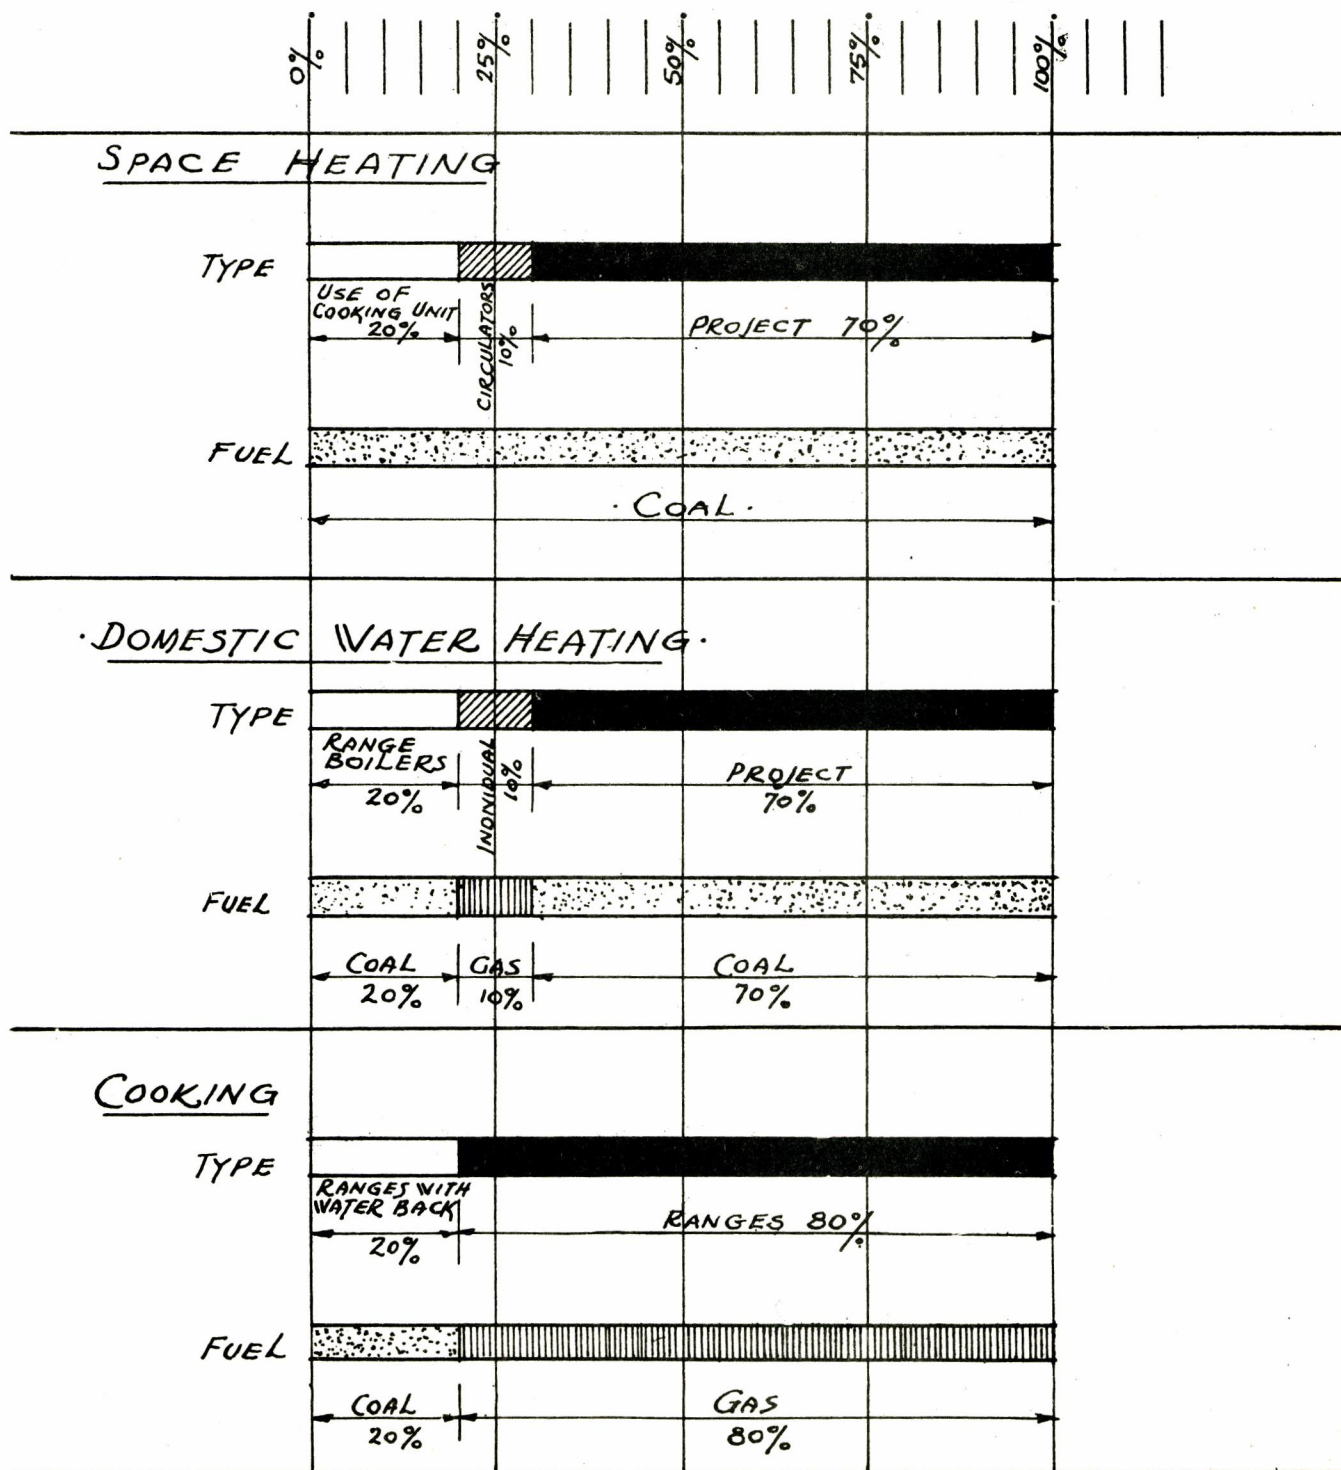 0% 25% 50% 75% 100%
SPACE HEATING
TYPE
USE OF
COOKING UNIT
20%
CIRCULATORS
10%
PROJECT 70%
FUEL
· COAL ·
· DOMESTIC WATER HEATING ·
TYPE
RANGE
BOILERS
20%
INDIVIDUAL
10%
PROJECT
70%
FUEL
COAL
20%
GAS
10%
COAL
70%
COOKING
TYPE
RANGES WITH
WATER BACK
20%
RANGES 80%
FUEL
COAL
20%
GAS
80%